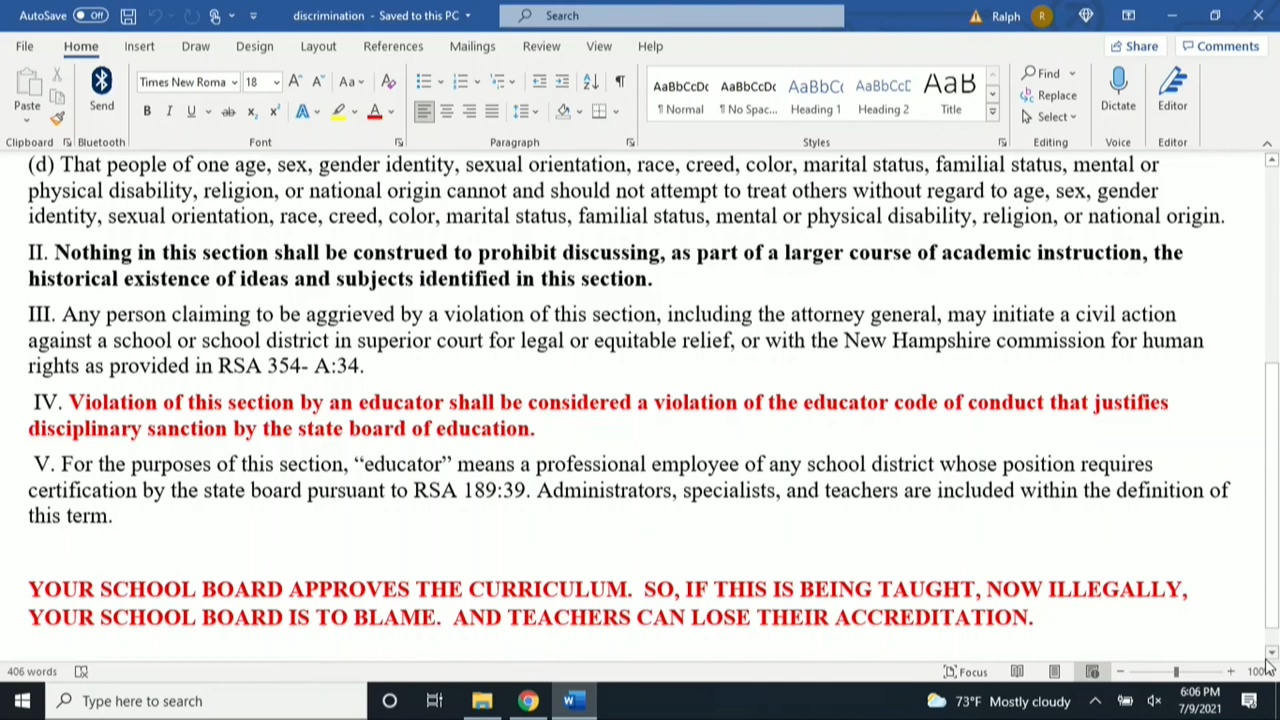 AutoSave Off discrimination - Saved to this PC Search Ralph R
File Home Insert Draw Design Layout References Mailings Review View Help Share Comments
Paste Send Times New Roma 18 A A Aa A AaBbCcDc AaBbCcDc AaBbC( AaBbCcD AaB Find Replace Select Dictate Editor
B I U ab x₂ x² A A ¶ Normal ¶ No Spac... Heading 1 Heading 2 Title
Clipboard Bluetooth Font Paragraph Styles Editing Voice Editor
(d) That people of one age, sex, gender identity, sexual orientation, race, creed, color, marital status, familial status, mental or
physical disability, religion, or national origin cannot and should not attempt to treat others without regard to age, sex, gender
identity, sexual orientation, race, creed, color, marital status, familial status, mental or physical disability, religion, or national origin.
II. Nothing in this section shall be construed to prohibit discussing, as part of a larger course of academic instruction, the
historical existence of ideas and subjects identified in this section.
III. Any person claiming to be aggrieved by a violation of this section, including the attorney general, may initiate a civil action
against a school or school district in superior court for legal or equitable relief, or with the New Hampshire commission for human
rights as provided in RSA 354- A:34.
IV. Violation of this section by an educator shall be considered a violation of the educator code of conduct that justifies
disciplinary sanction by the state board of education.
V. For the purposes of this section, “educator” means a professional employee of any school district whose position requires
certification by the state board pursuant to RSA 189:39. Administrators, specialists, and teachers are included within the definition of
this term.
YOUR SCHOOL BOARD APPROVES THE CURRICULUM. SO, IF THIS IS BEING TAUGHT, NOW ILLEGALLY,
YOUR SCHOOL BOARD IS TO BLAME. AND TEACHERS CAN LOSE THEIR ACCREDITATION.
406 words Focus 100
Type here to search 73°F Mostly cloudy 6:06 PM
7/9/2021